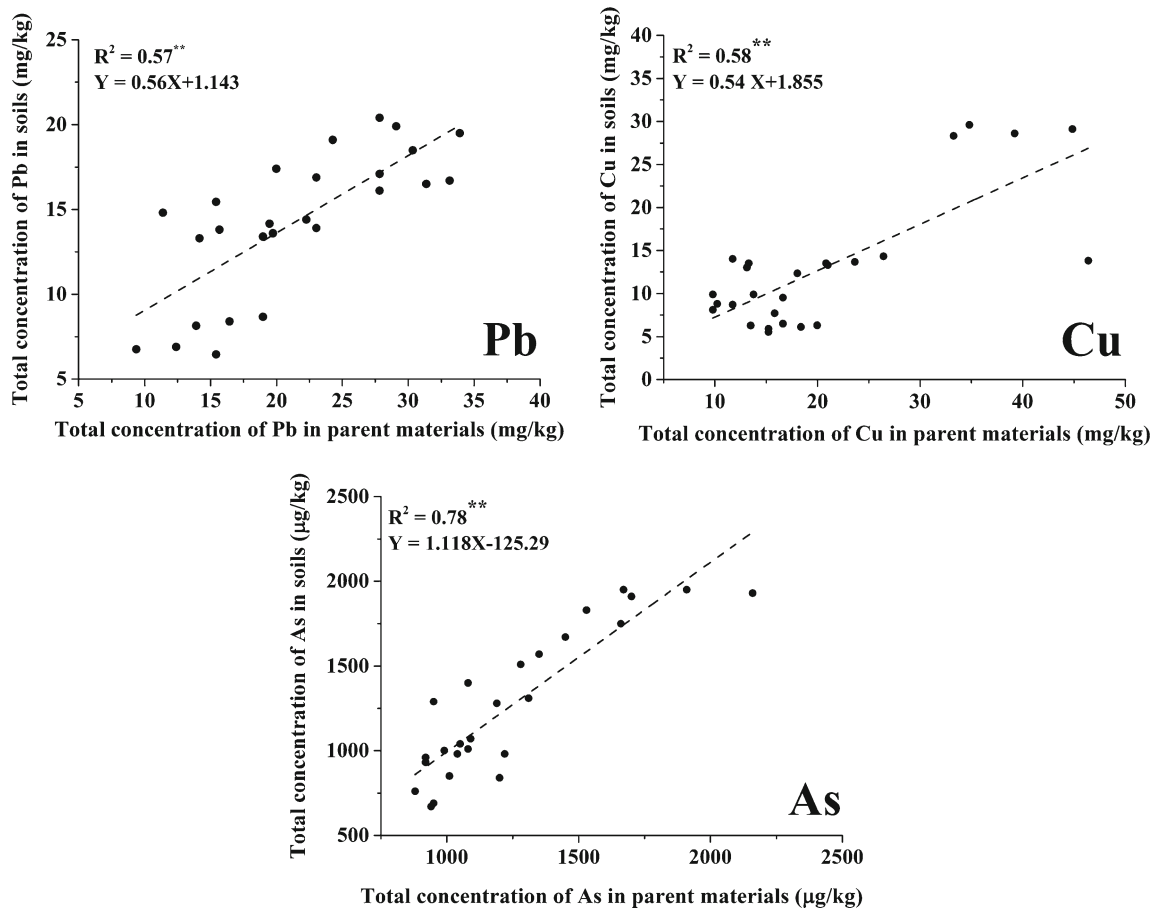 R² = 0.57**
Y = 0.56X+1.143
Total concentration of Pb in soils (mg/kg)
25
20
15
10
5
Pb
5 10 15 20 25 30 35 40
Total concentration of Pb in parent materials (mg/kg)
R² = 0.58**
Y = 0.54 X+1.855
Total concentration of Cu in soils (mg/kg)
40
35
30
25
20
15
10
5
0
Cu
10 20 30 40 50
Total concentration of Cu in parent materials (mg/kg)
R² = 0.78**
Y = 1.118X-125.29
Total concentration of As in soils (μg/kg)
2500
2000
1500
1000
500
As
1000 1500 2000 2500
Total concentration of As in parent materials (μg/kg)